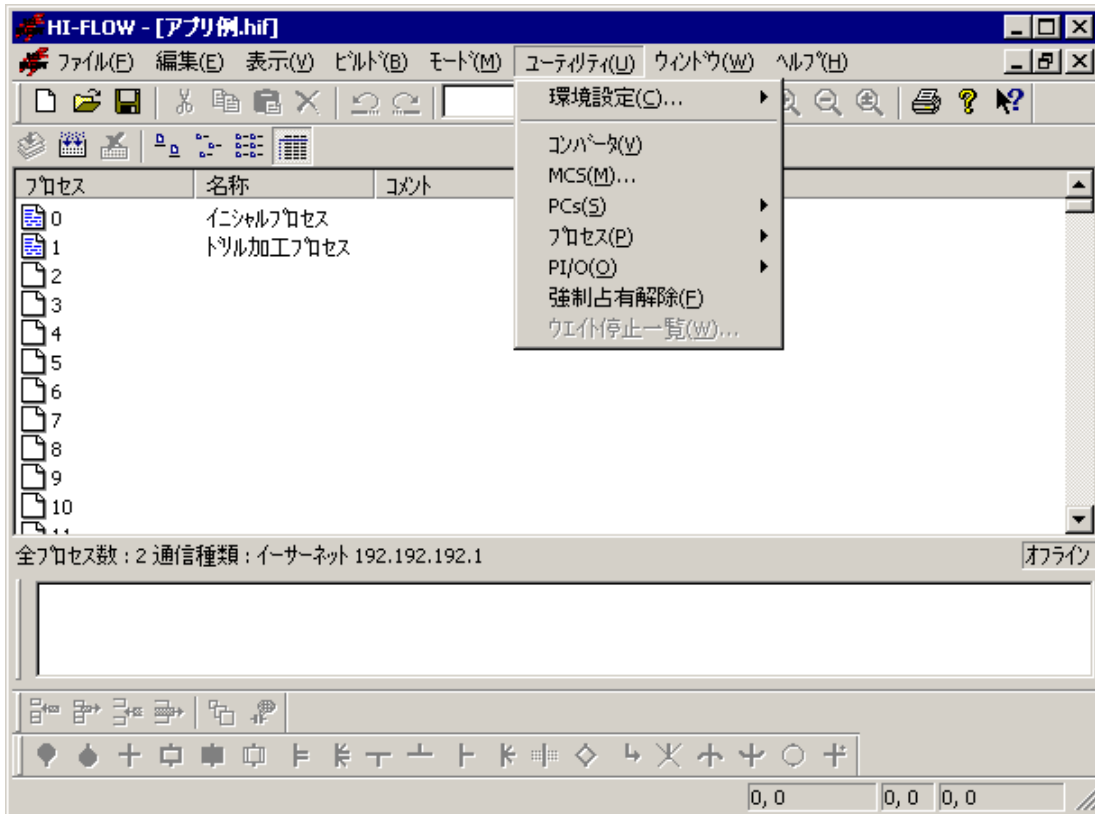 HI-FLOW - [アプリ例.hif]
ファイル(F) 編集(E) 表示(V) ビルド(B) モード(M) ユーティリティ(U) ウィンドウ(W) ヘルプ(H)
環境設定(C)...
コンバータ(V)
MCS(M)...
PCs(S)
プロセス(P)
PI/O(O)
強制占有解除(F)
ウエイト停止一覧(W)...
プロセス 名称 コメント
0 イニシャルプロセス
1 ドリル加工プロセス
2
3
4
5
6
7
8
9
10
11
全プロセス数 : 2 通信種類 : イーサーネット 192.192.192.1 オフライン
0, 0 0, 0 0, 0